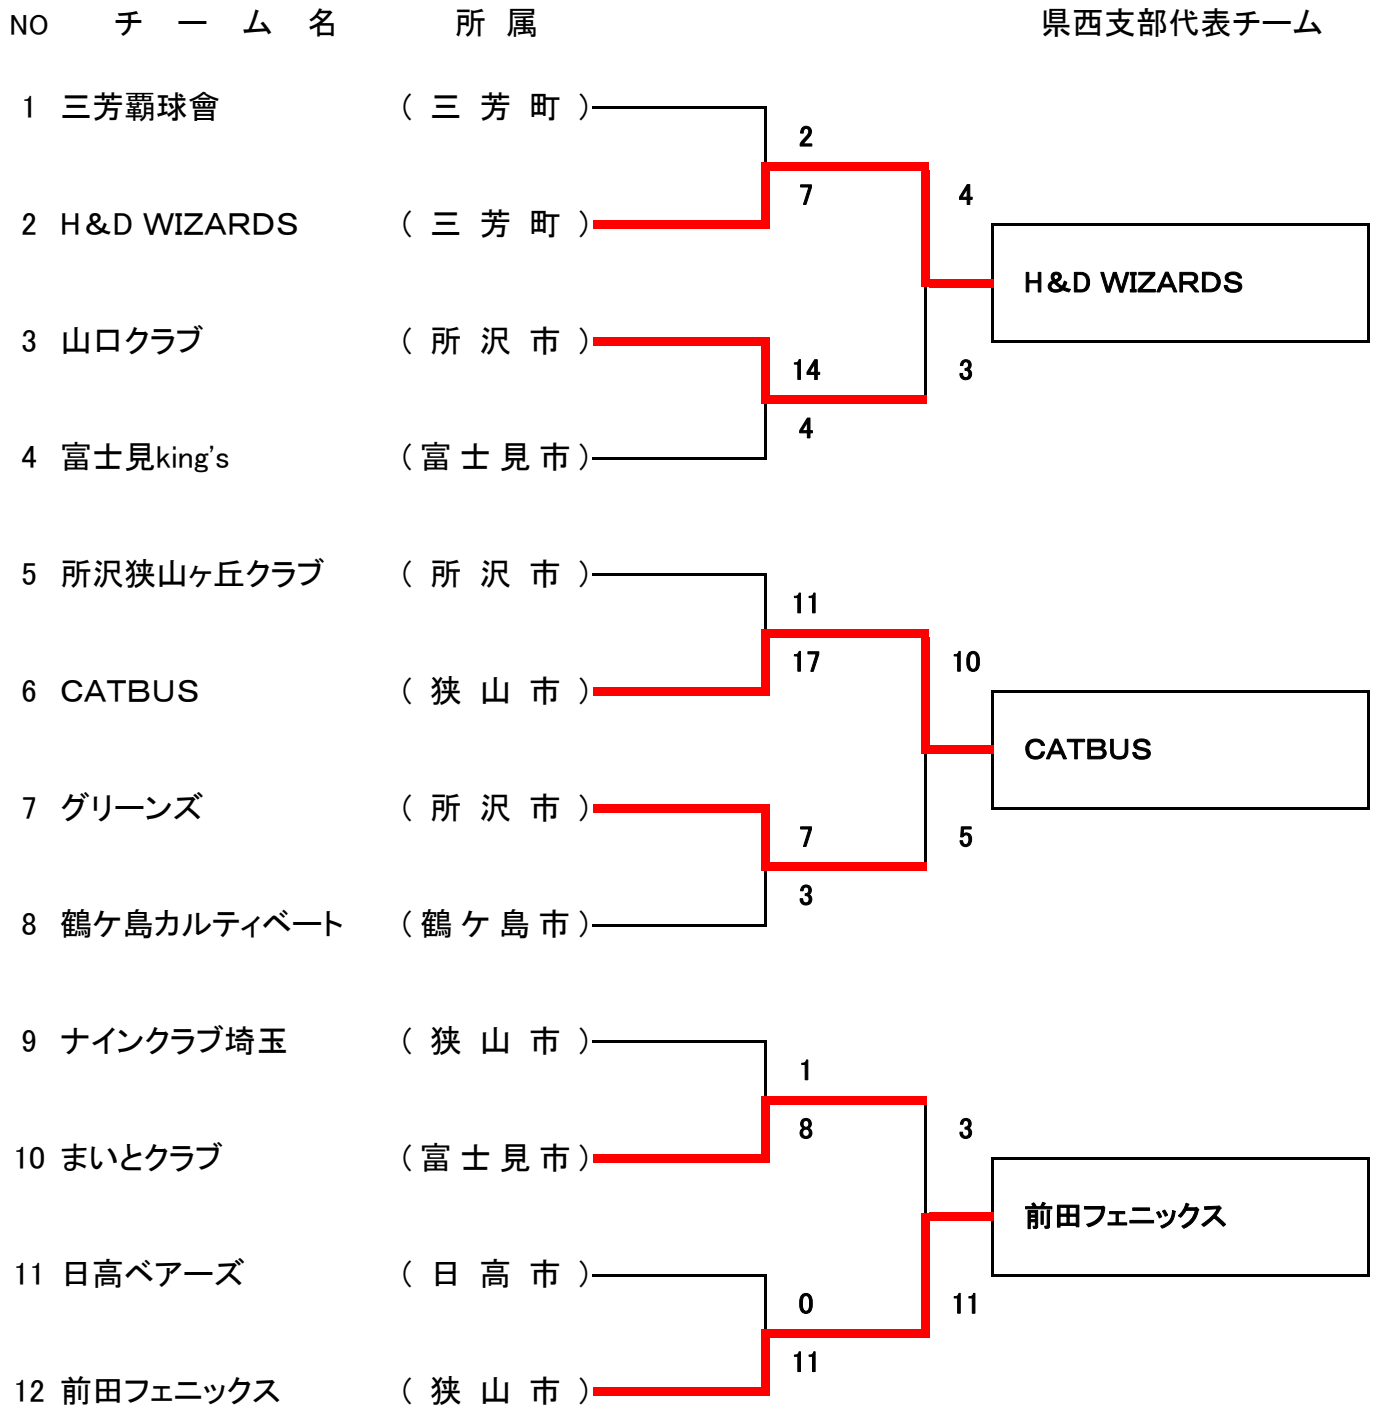 NO チーム名 所属 県西支部代表チーム
1 三芳覇球會 (三芳町)
2
2 H&D WIZARDS (三芳町)
7
4
H&D WIZARDS
3 山口クラブ (所沢市)
14
3
4 富士見king's (富士見市)
4
5 所沢狭山ヶ丘クラブ (所沢市)
11
17
10
6 CATBUS (狭山市)
CATBUS
7 グリーンズ (所沢市)
7
5
3
8 鶴ケ島カルティベート (鶴ケ島市)
9 ナインクラブ埼玉 (狭山市)
1
8
3
10 まいとクラブ (富士見市)
前田フェニックス
11 日高ベアーズ (日高市)
0
11
11
12 前田フェニックス (狭山市)